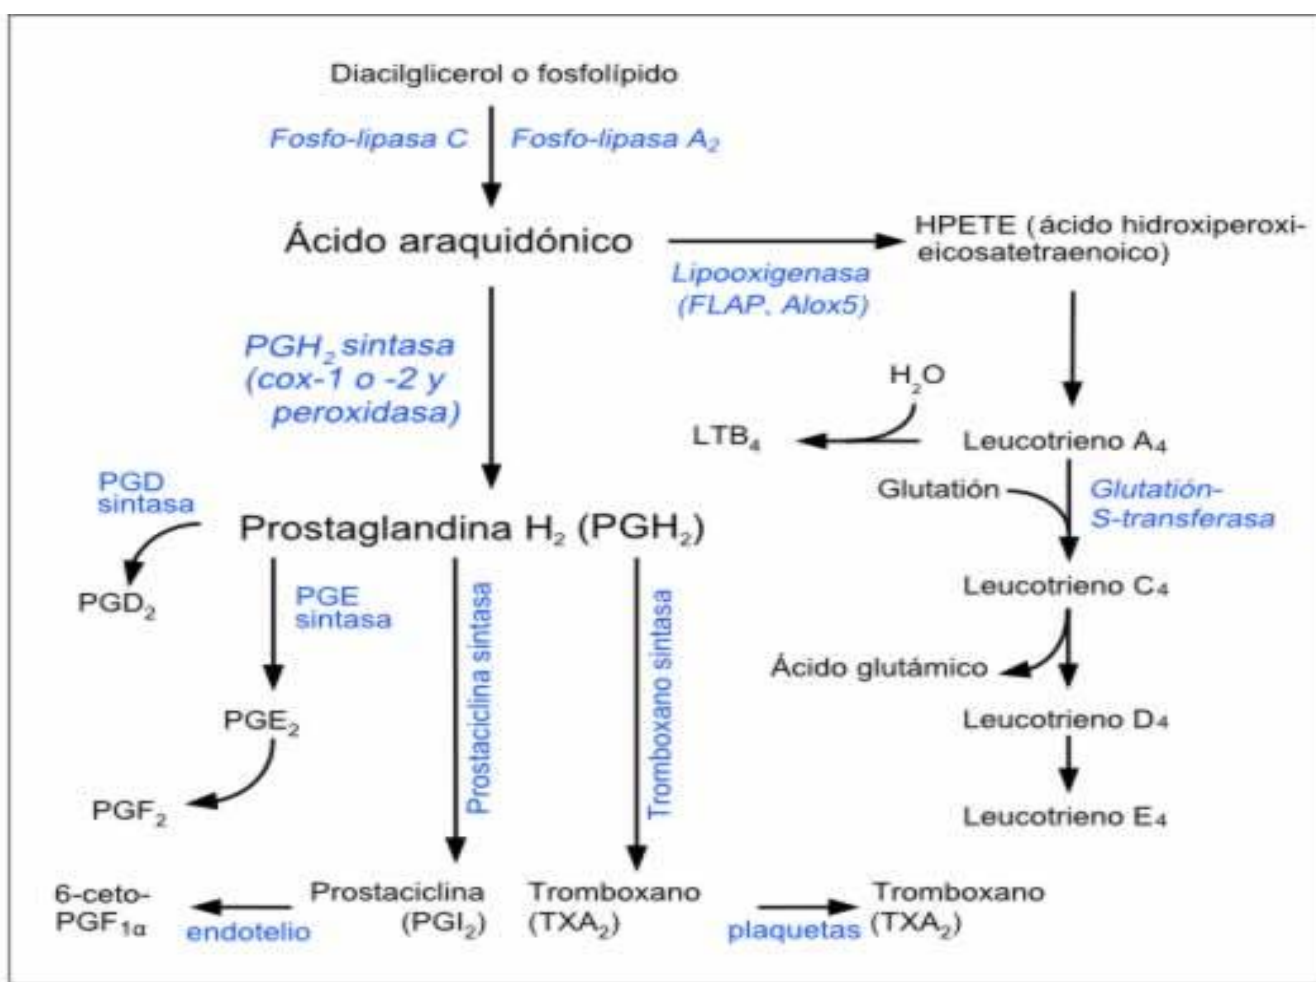 Diacilglicerol o fosfolípido
Fosfo-lipasa C
Fosfo-lipasa A₂
Ácido araquidónico
HPETE (ácido hidroxiperoxi-
eicosatetraenoico)
Lipooxigenasa
(FLAP, Alox5)
PGH₂ sintasa
(cox-1 o -2 y
peroxidasa)
H₂O
LTB₄
Leucotrieno A₄
Glutatión
Glutatión-
S-transferasa
PGD
sintasa
Prostaglandina H₂ (PGH₂)
PGD₂
PGE
sintasa
Prostaciclina sintasa
Tromboxano sintasa
Leucotrieno C₄
Ácido glutámico
PGE₂
Leucotrieno D₄
PGF₂
Leucotrieno E₄
6-ceto-
PGF₁α
endotelio
Prostaciclina
(PGI₂)
Tromboxano
(TXA₂)
plaquetas
Tromboxano
(TXA₂)